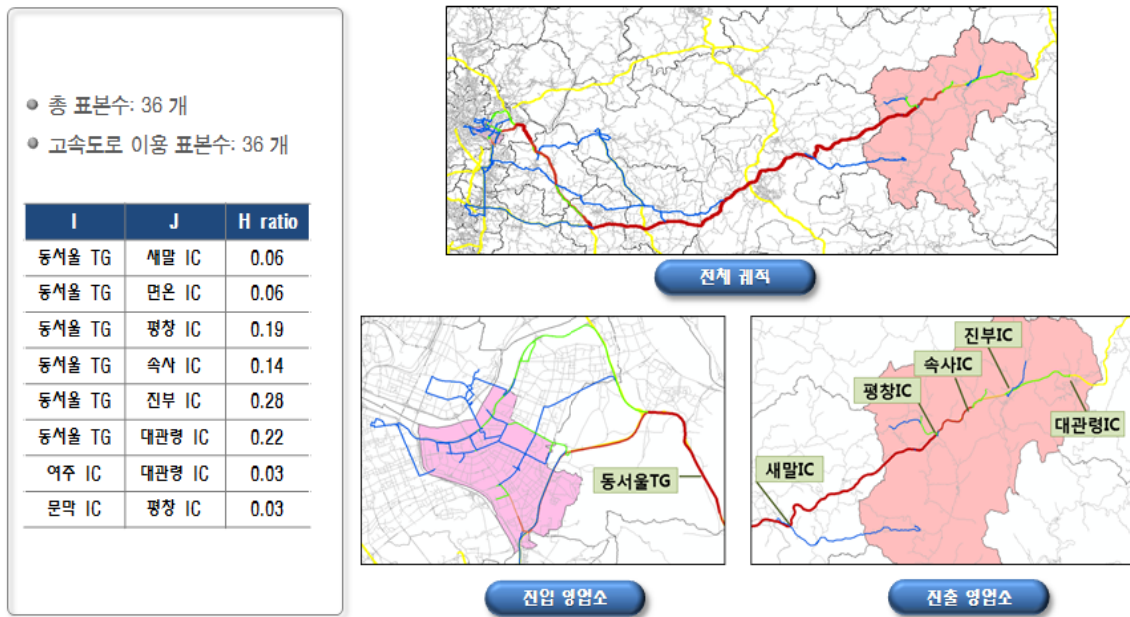 총 표본수: 36 개
고속도로 이용 표본수: 36 개
I J H ratio
동서울 TG 새말 IC 0.06
동서울 TG 면온 IC 0.06
동서울 TG 평창 IC 0.19
동서울 TG 속사 IC 0.14
동서울 TG 진부 IC 0.28
동서울 TG 대관령 IC 0.22
여주 IC 대관령 IC 0.03
문막 IC 평창 IC 0.03
전체 궤적
동서울TG
진입 영업소
진부IC
속사IC
평창IC
대관령IC
새말IC
진출 영업소